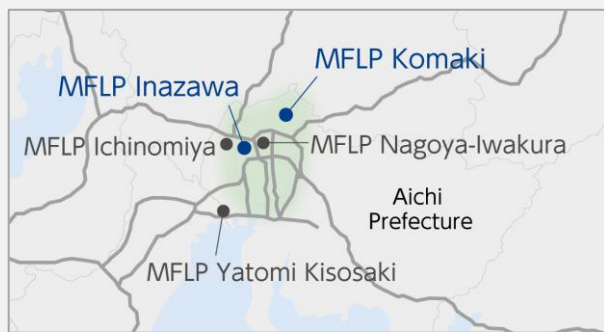 MFLP Komaki
MFLP Inazawa
MFLP Ichinomiya
MFLP Nagoya-Iwakura
Aichi
Prefecture
MFLP Yatomi Kisosaki